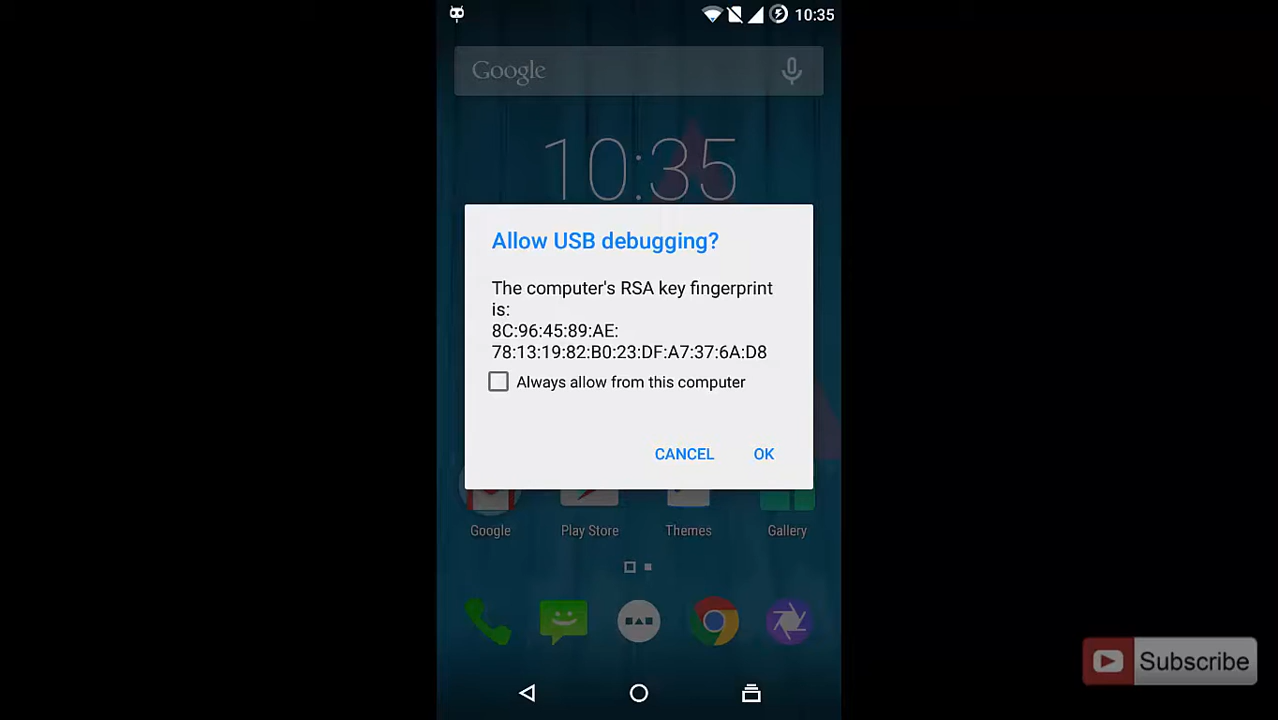 10:35
Google
10:35
Allow USB debugging?
The computer's RSA key fingerprint
is:
8C:96:45:89:AE:
78:13:19:82:B0:23:DF:A7:37:6A:D8
Always allow from this computer
CANCEL OK
Google Play Store Themes Gallery
Subscribe